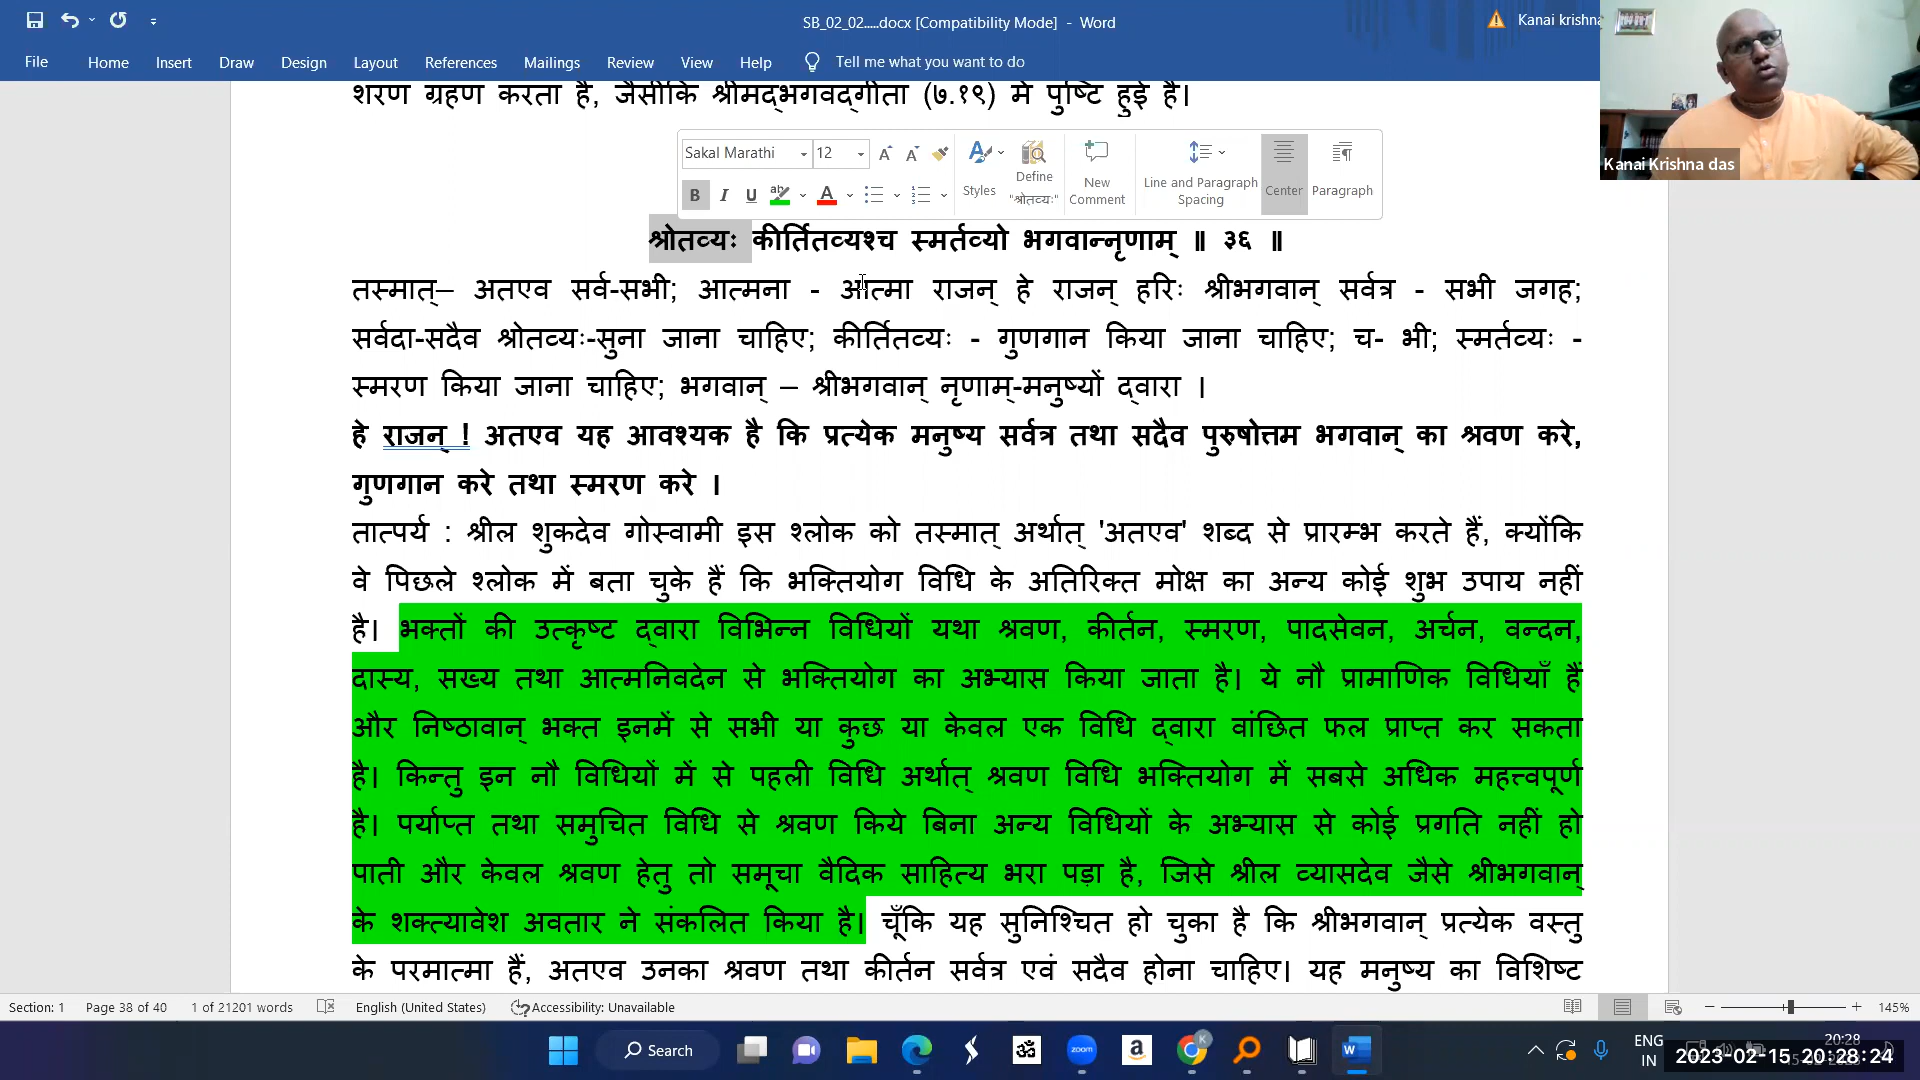 SB_02_02.....docx [Compatibility Mode] - Word
Kanai krishna
File Home Insert Draw Design Layout References Mailings Review View Help Tell me what you want to do
शरण ग्रहण करता है, जैसीकि श्रीमद्भगवद्गीता (७.१९) में पुष्टि हुई है।
Sakal Marathi 12
Styles
Define "श्रोतव्यः"
New Comment
Line and Paragraph Spacing
Center
Paragraph
Kanai Krishna das
श्रोतव्यः कीर्तितव्यश्च स्मर्तव्यो भगवान्नृणाम् ॥ ३६ ॥
तस्मात्– अतएव सर्व-सभी; आत्मना - आत्मा राजन् हे राजन् हरिः श्रीभगवान् सर्वत्र - सभी जगह;
सर्वदा-सदैव श्रोतव्यः-सुना जाना चाहिए; कीर्तितव्यः - गुणगान किया जाना चाहिए; च- भी; स्मर्तव्यः -
स्मरण किया जाना चाहिए; भगवान् – श्रीभगवान् नृणाम्-मनुष्यों द्वारा ।
हे राजन् ! अतएव यह आवश्यक है कि प्रत्येक मनुष्य सर्वत्र तथा सदैव पुरुषोत्तम भगवान् का श्रवण करे,
गुणगान करे तथा स्मरण करे ।
तात्पर्य : श्रील शुकदेव गोस्वामी इस श्लोक को तस्मात् अर्थात् 'अतएव' शब्द से प्रारम्भ करते हैं, क्योंकि
वे पिछले श्लोक में बता चुके हैं कि भक्तियोग विधि के अतिरिक्त मोक्ष का अन्य कोई शुभ उपाय नहीं
है। भक्तों की उत्कृष्ट द्वारा विभिन्न विधियों यथा श्रवण, कीर्तन, स्मरण, पादसेवन, अर्चन, वन्दन,
दास्य, सख्य तथा आत्मनिवदेन से भक्तियोग का अभ्यास किया जाता है। ये नौ प्रामाणिक विधियाँ हैं
और निष्ठावान् भक्त इनमें से सभी या कुछ या केवल एक विधि द्वारा वांछित फल प्राप्त कर सकता
है। किन्तु इन नौ विधियों में से पहली विधि अर्थात् श्रवण विधि भक्तियोग में सबसे अधिक महत्त्वपूर्ण
है। पर्याप्त तथा समुचित विधि से श्रवण किये बिना अन्य विधियों के अभ्यास से कोई प्रगति नहीं हो
पाती और केवल श्रवण हेतु तो समूचा वैदिक साहित्य भरा पड़ा है, जिसे श्रील व्यासदेव जैसे श्रीभगवान्
के शक्त्यावेश अवतार ने संकलित किया है। चूँकि यह सुनिश्चित हो चुका है कि श्रीभगवान् प्रत्येक वस्तु
के परमात्मा हैं, अतएव उनका श्रवण तथा कीर्तन सर्वत्र एवं सदैव होना चाहिए। यह मनुष्य का विशिष्ट
Section: 1 Page 38 of 40 1 of 21201 words English (United States) Accessibility: Unavailable 145%
Search
ENG
IN
20:28
2023-02-15 20:28:24